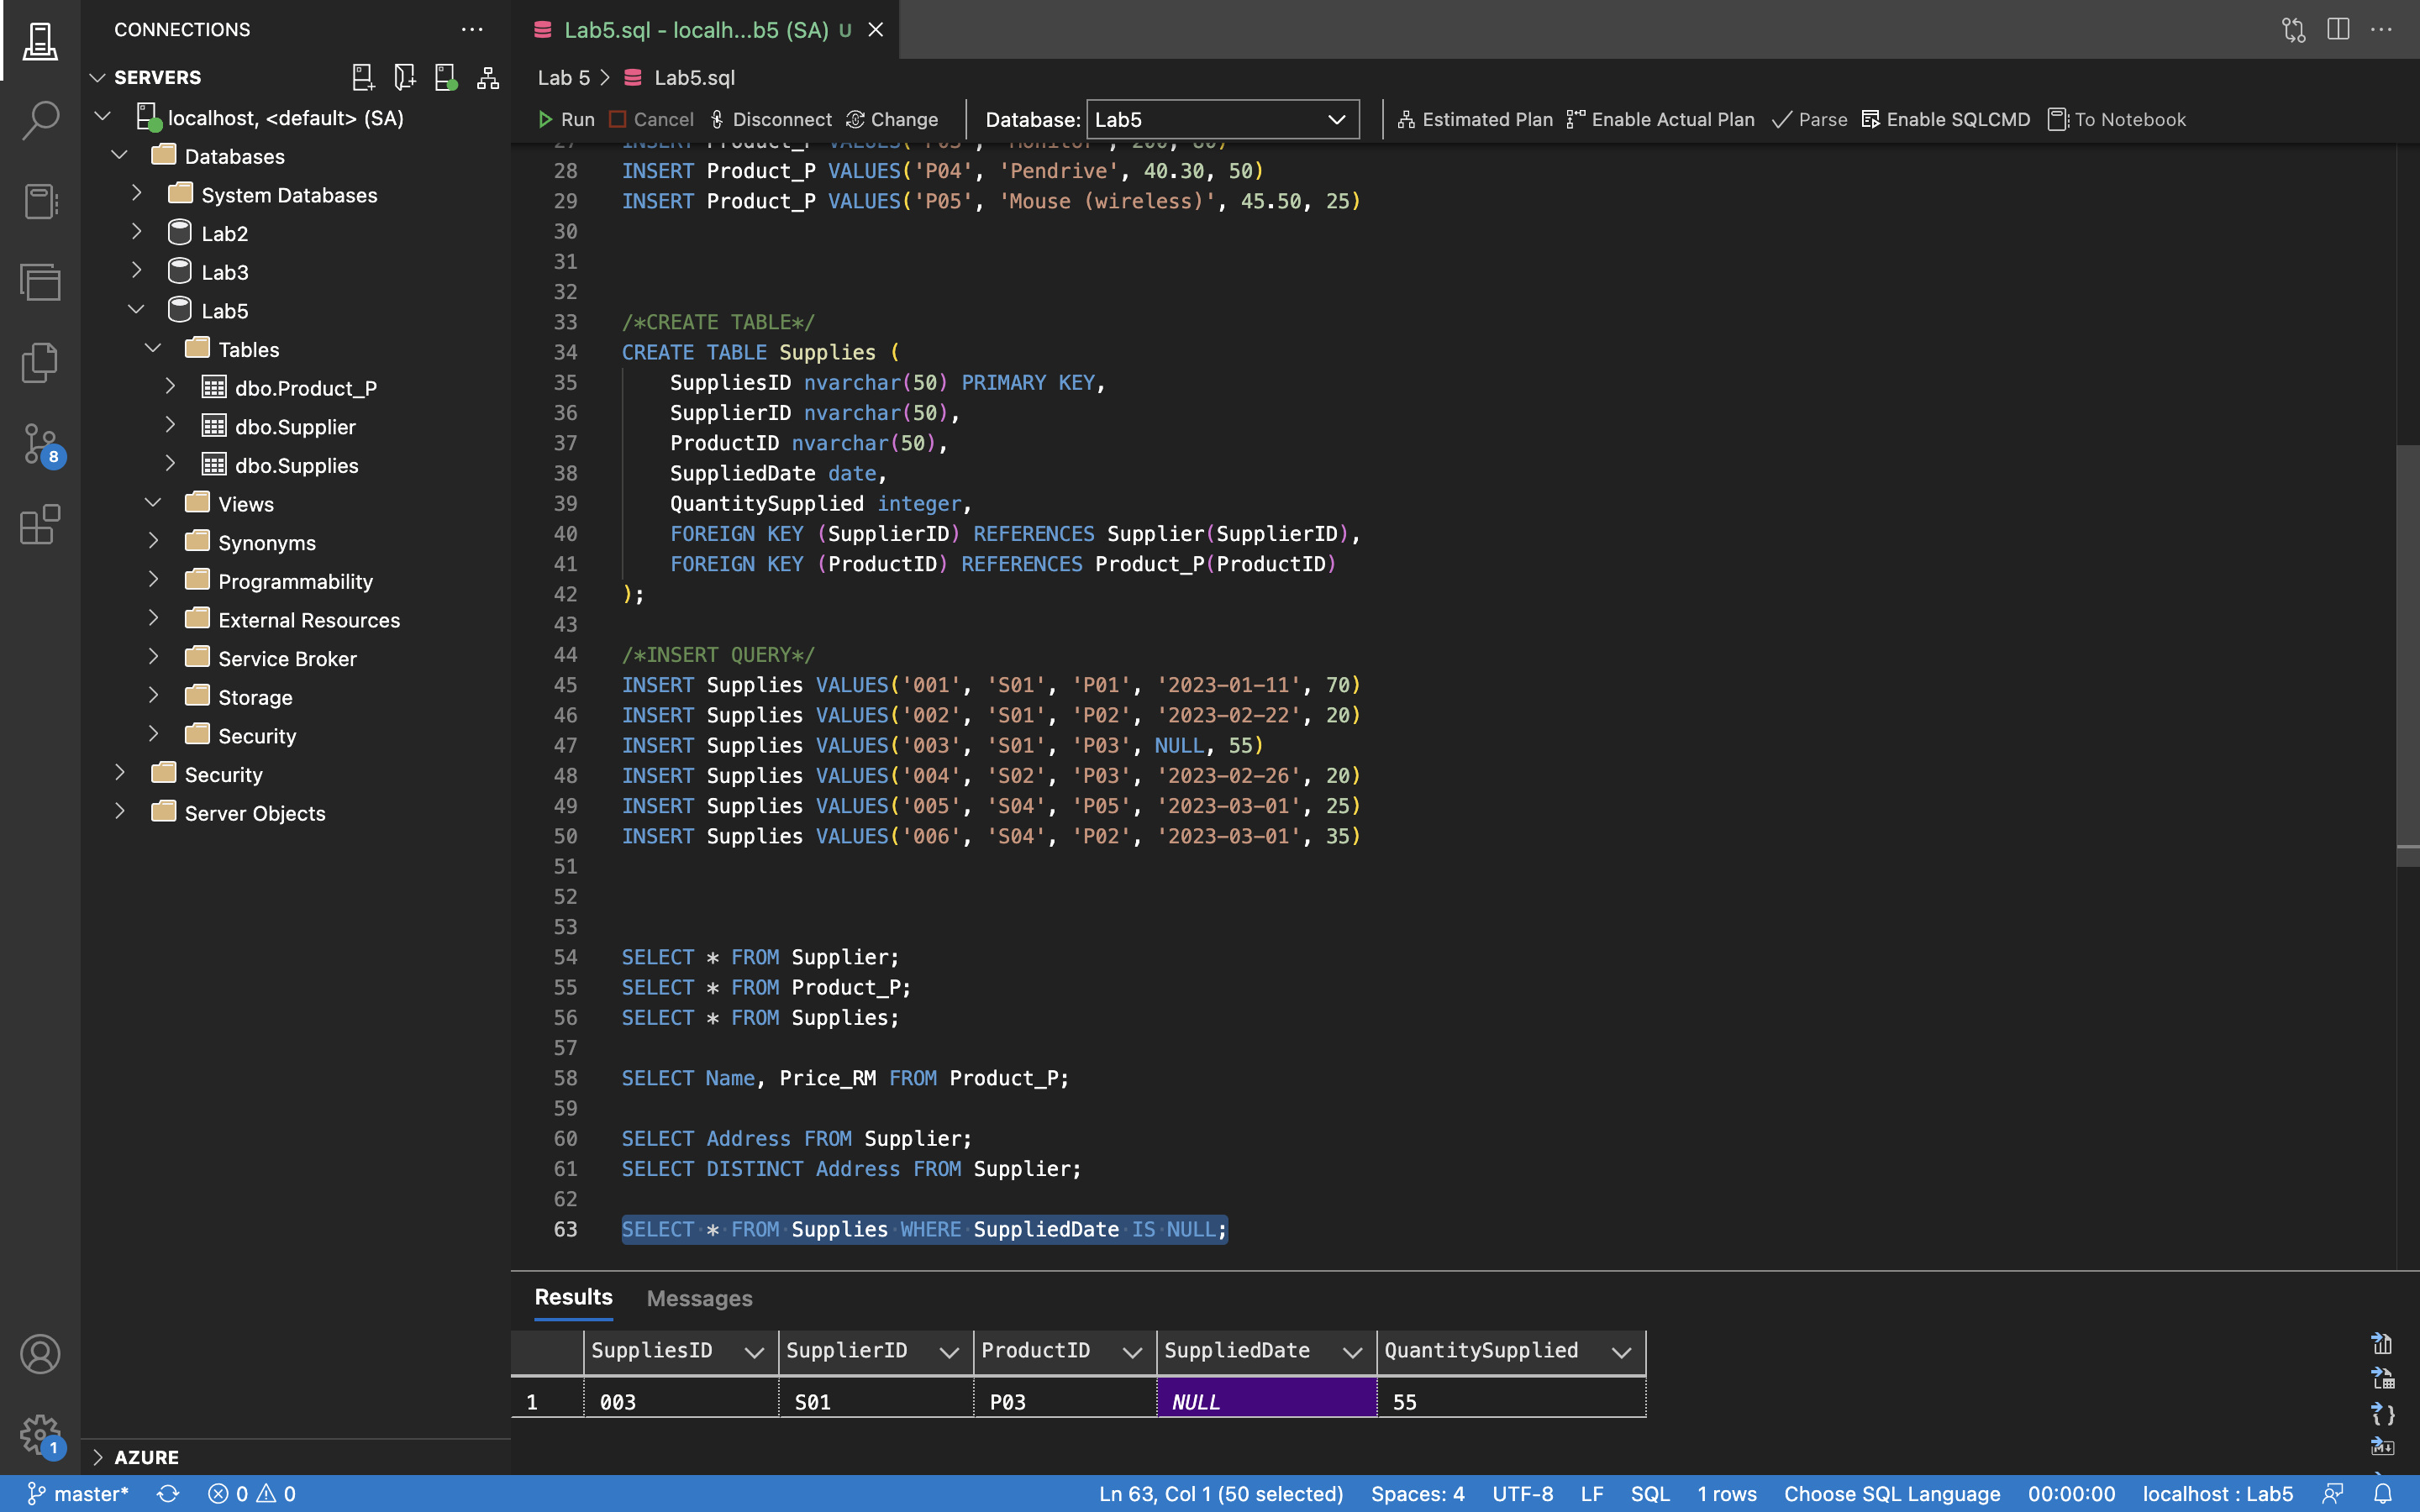 CONNECTIONS
SERVERS
localhost, <default> (SA)
Databases
System Databases
Lab2
Lab3
Lab5
Tables
dbo.Product_P
dbo.Supplier
dbo.Supplies
Views
Synonyms
Programmability
External Resources
Service Broker
Storage
Security
Security
Server Objects
AZURE
8
1
Lab5.sql - localh...b5 (SA) U
Lab 5 > Lab5.sql
Run Cancel Disconnect Change Database: Lab5 Estimated Plan Enable Actual Plan Parse Enable SQLCMD To Notebook
27 INSERT Product_P VALUES('P03', 'Monitor', 200, 80)
28 INSERT Product_P VALUES('P04', 'Pendrive', 40.30, 50)
29 INSERT Product_P VALUES('P05', 'Mouse (wireless)', 45.50, 25)
30
31
32
33 /*CREATE TABLE*/
34 CREATE TABLE Supplies (
35 SuppliesID nvarchar(50) PRIMARY KEY,
36 SupplierID nvarchar(50),
37 ProductID nvarchar(50),
38 SuppliedDate date,
39 QuantitySupplied integer,
40 FOREIGN KEY (SupplierID) REFERENCES Supplier(SupplierID),
41 FOREIGN KEY (ProductID) REFERENCES Product_P(ProductID)
42 );
43
44 /*INSERT QUERY*/
45 INSERT Supplies VALUES('001', 'S01', 'P01', '2023-01-11', 70)
46 INSERT Supplies VALUES('002', 'S01', 'P02', '2023-02-22', 20)
47 INSERT Supplies VALUES('003', 'S01', 'P03', NULL, 55)
48 INSERT Supplies VALUES('004', 'S02', 'P03', '2023-02-26', 20)
49 INSERT Supplies VALUES('005', 'S04', 'P05', '2023-03-01', 25)
50 INSERT Supplies VALUES('006', 'S04', 'P02', '2023-03-01', 35)
51
52
53
54 SELECT * FROM Supplier;
55 SELECT * FROM Product_P;
56 SELECT * FROM Supplies;
57
58 SELECT Name, Price_RM FROM Product_P;
59
60 SELECT Address FROM Supplier;
61 SELECT DISTINCT Address FROM Supplier;
62
63 SELECT * FROM Supplies WHERE SuppliedDate IS NULL;
Results Messages
SuppliesID SupplierID ProductID SuppliedDate QuantitySupplied
1 003 S01 P03 NULL 55
master* 0 0 Ln 63, Col 1 (50 selected) Spaces: 4 UTF-8 LF SQL 1 rows Choose SQL Language 00:00:00 localhost : Lab5